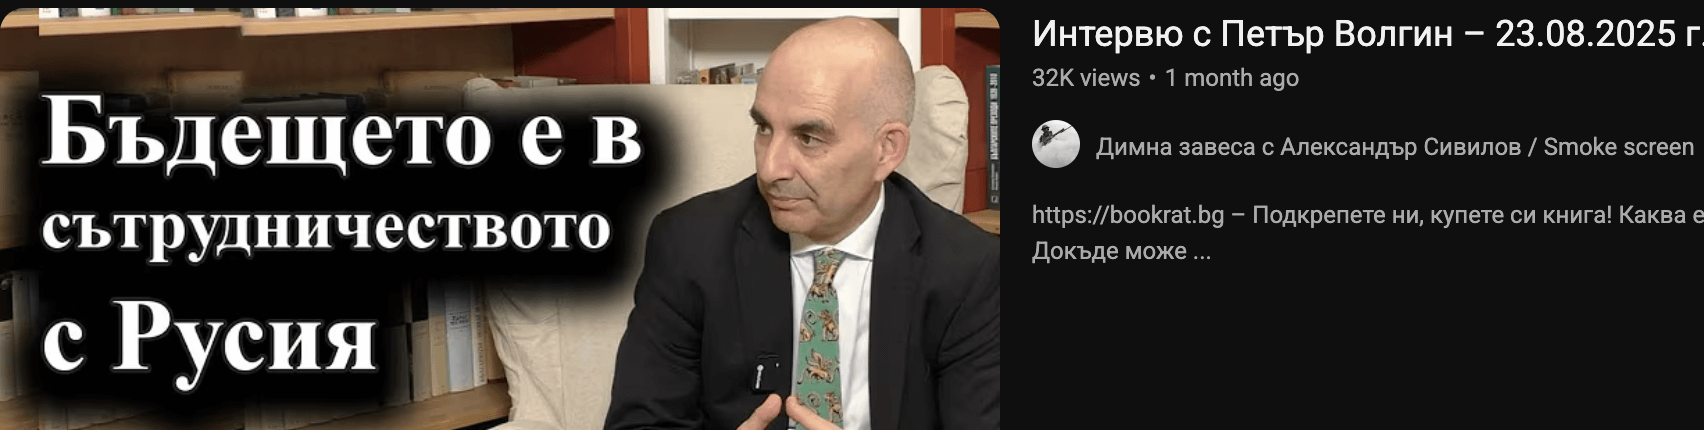 Бъдещето е в
сътрудничеството
с Русия
Интервю с Петър Волгин – 23.08.2025 г.
32K views • 1 month ago
Димна завеса с Александър Сивилов / Smoke screen
https://bookrat.bg – Подкрепете ни, купете си книга! Каква е
Докъде може ...